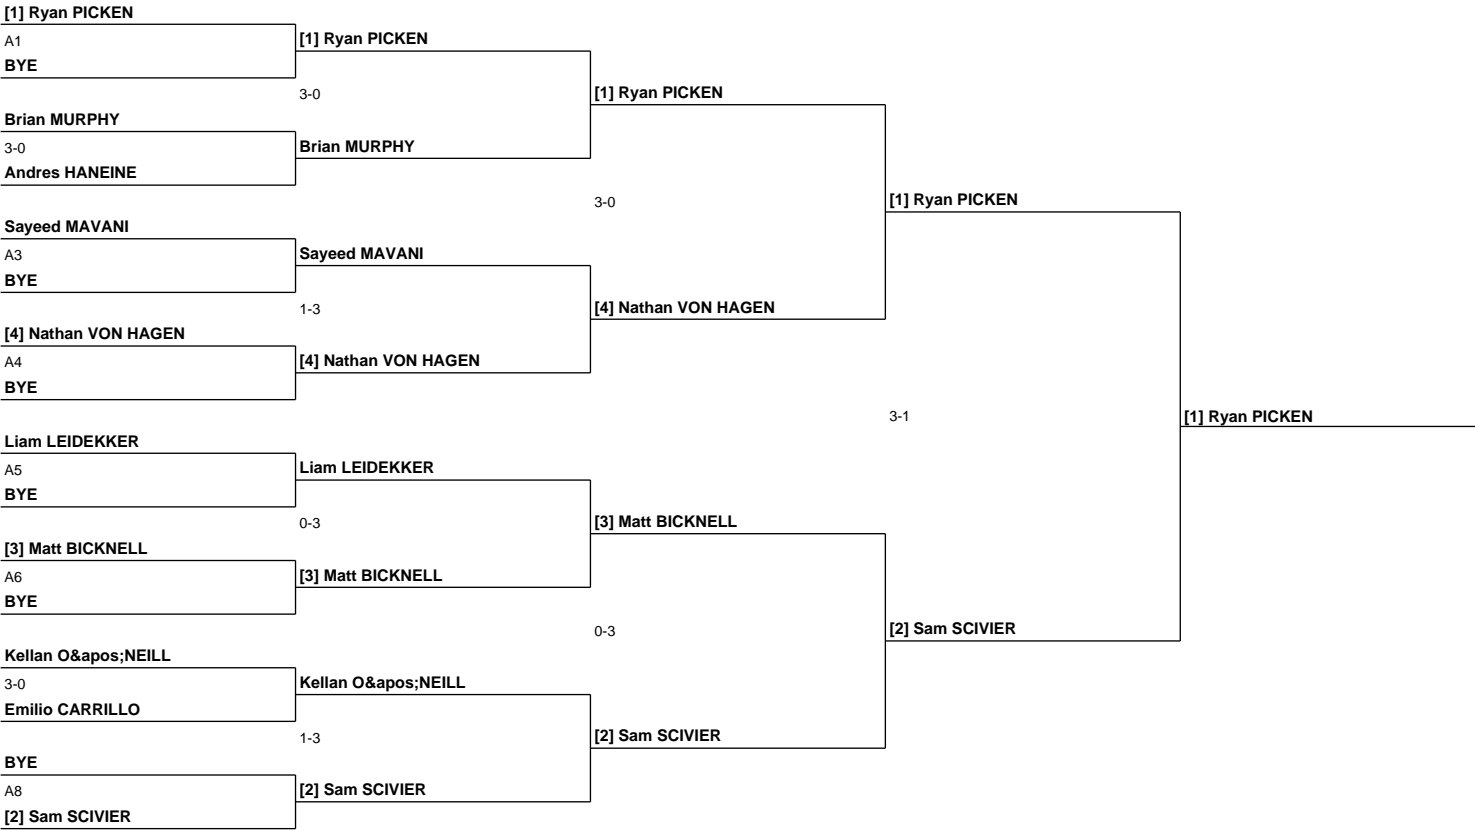 [1] Ryan PICKEN
A1
BYE
Brian MURPHY
3-0
Andres HANEINE
Sayeed MAVANI
A3
BYE
[4] Nathan VON HAGEN
A4
BYE
Liam LEIDEKKER
A5
BYE
[3] Matt BICKNELL
A6
BYE
Kellan O&apos;NEILL
3-0
Emilio CARRILLO
BYE
A8
[2] Sam SCIVIER
[1] Ryan PICKEN
3-0
Brian MURPHY
Sayeed MAVANI
1-3
[4] Nathan VON HAGEN
Liam LEIDEKKER
0-3
[3] Matt BICKNELL
Kellan O&apos;NEILL
1-3
[2] Sam SCIVIER
[1] Ryan PICKEN
3-0
[4] Nathan VON HAGEN
[3] Matt BICKNELL
0-3
[2] Sam SCIVIER
[1] Ryan PICKEN
3-1
[2] Sam SCIVIER
[1] Ryan PICKEN